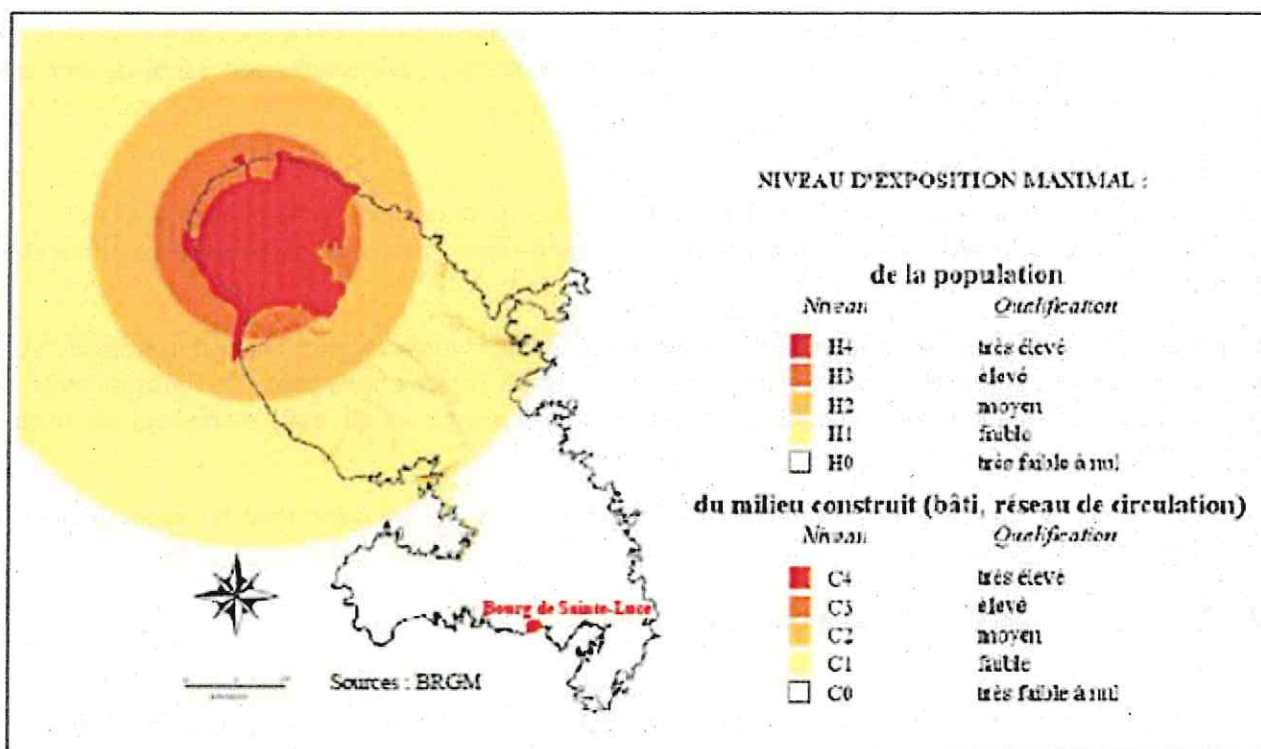 NIVEAU D'EXPOSITION MAXIMAL :
de la population
Niveau Qualification
H4 très élevé
H3 élevé
H2 moyen
H1 faible
H0 très faible à nul
du milieu construit (bâti, réseau de circulation)
Niveau Qualification
C4 très élevé
C3 élevé
C2 moyen
C1 faible
C0 très faible à nul
Bourg de Sainte-Luce
Sources : BRGM